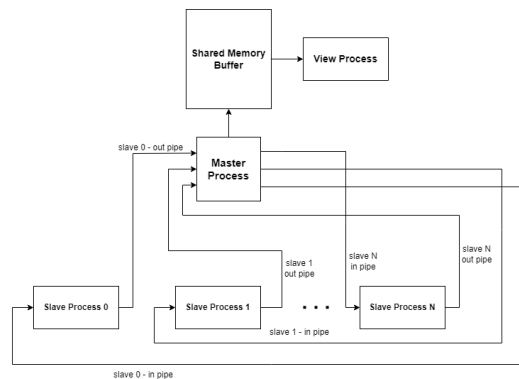 Shared Memory
Buffer
View Process
slave 0 - out pipe
Master
Process
slave 1
out pipe
slave N
in pipe
slave N
out pipe
Slave Process 0
Slave Process 1
• • •
Slave Process N
slave 1 - in pipe
slave 0 - in pipe